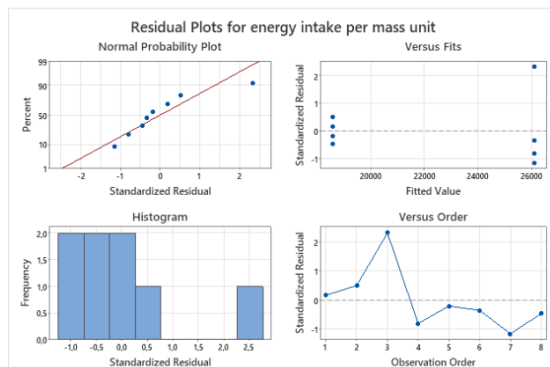 Residual Plots for energy intake per mass unit
Normal Probability Plot
Percent
99
90
50
10
1
-2 -1 0 1 2
Standardized Residual
Versus Fits
Standardized Residual
2
1
0
-1
20000 22000 24000 26000
Fitted Value
Histogram
Frequency
2,0
1,5
1,0
0,5
0,0
-1,0 -0,5 0,0 0,5 1,0 1,5 2,0 2,5
Standardized Residual
Versus Order
Standardized Residual
2
1
0
-1
1 2 3 4 5 6 7 8
Observation Order